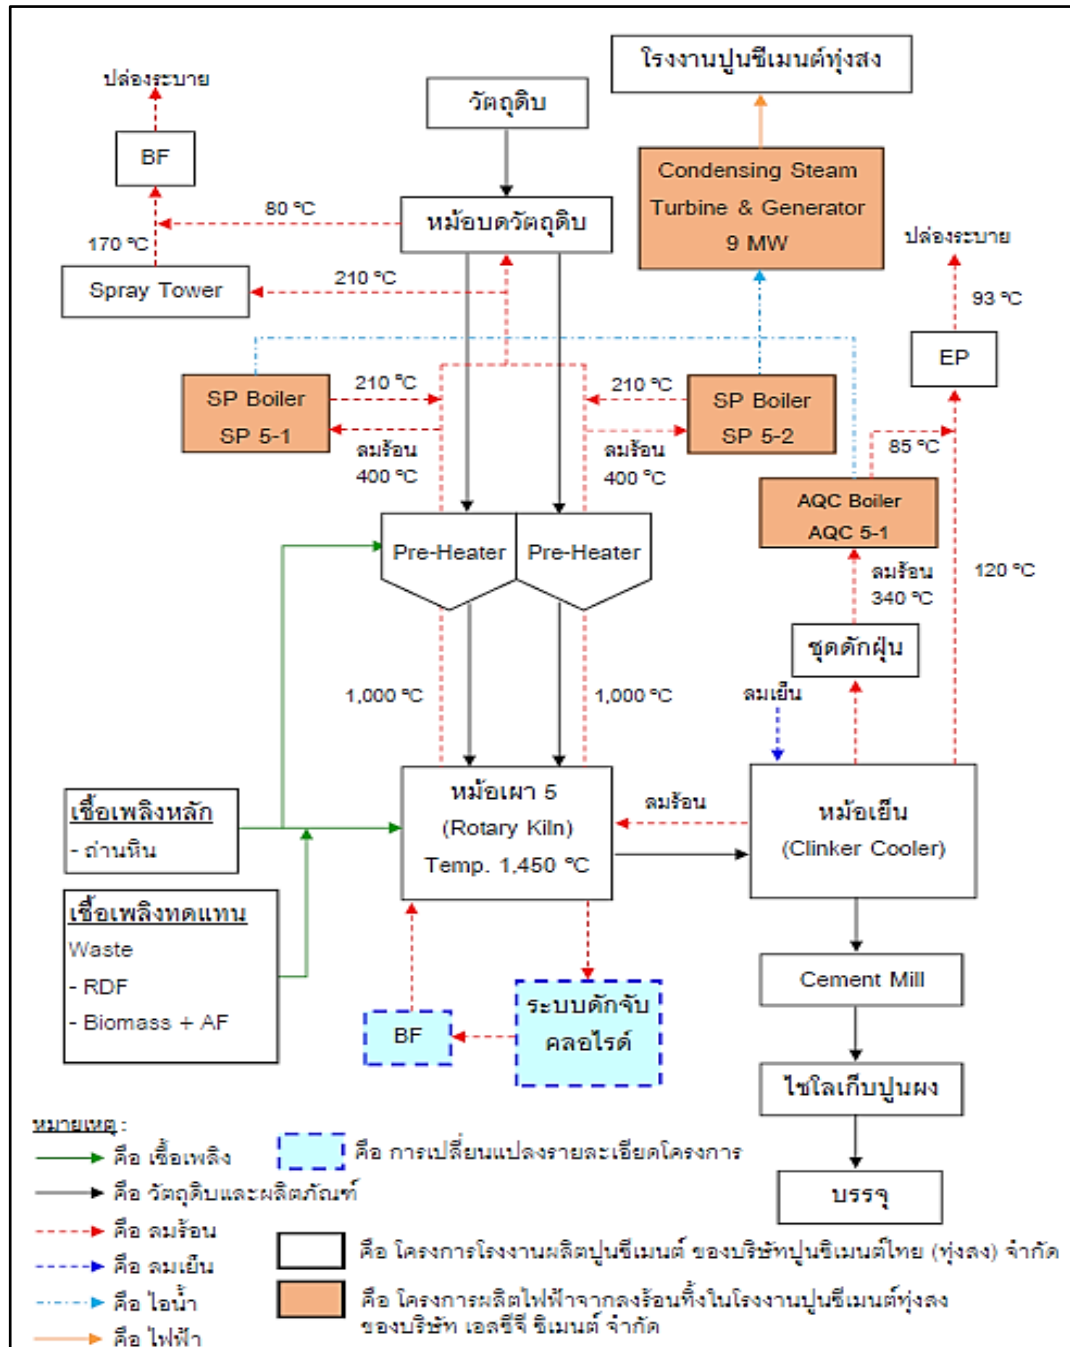 โรงงานปูนซีเมนต์ทุ่งสง
ปล่องระบาย
วัตถุดิบ
BF
Condensing Steam
Turbine & Generator
9 MW
80 ºC
หม้อบดวัตถุดิบ
170 ºC
ปล่องระบาย
Spray Tower
210 ºC
93 ºC
EP
SP Boiler
SP 5-1
210 ºC
210 ºC
SP Boiler
SP 5-2
ลมร้อน
400 ºC
ลมร้อน
400 ºC
85 ºC
AQC Boiler
AQC 5-1
Pre-Heater
Pre-Heater
ลมร้อน
340 ºC
120 ºC
ชุดดักฝุ่น
1,000 ºC
1,000 ºC
ลมเย็น
เชื้อเพลิงหลัก
- ถ่านหิน
หม้อเผา 5
(Rotary Kiln)
Temp. 1,450 ºC
ลมร้อน
หม้อเย็น
(Clinker Cooler)
เชื้อเพลิงทดแทน
Waste
- RDF
- Biomass + AF
BF
ระบบดักจับ
คลอไรด์
Cement Mill
ไซโลเก็บปูนผง
บรรจุ
หมายเหตุ :
คือ เชื้อเพลิง
คือ การเปลี่ยนแปลงรายละเอียดโครงการ
คือ วัตถุดิบและผลิตภัณฑ์
คือ ลมร้อน
คือ โครงการโรงงานผลิตปูนซีเมนต์ ของบริษัทปูนซิเมนต์ไทย (ทุ่งสง) จำกัด
คือ ลมเย็น
คือ ไอน้ำ
คือ โครงการผลิตไฟฟ้าจากลงร้อนทิ้งในโรงงานปูนซีเมนต์ทุ่งสง
ของบริษัท เอสซีจี ซิเมนต์ จำกัด
คือ ไฟฟ้า